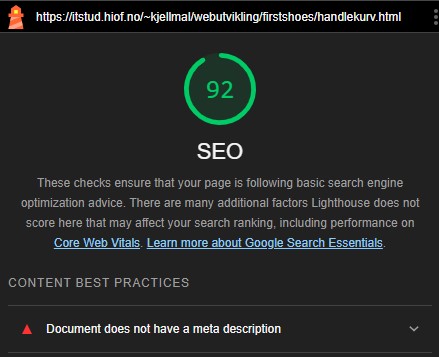 https://itstud.hiof.no/~kjellmal/webutvikling/firstshoes/handlekurv.html
92
SEO
These checks ensure that your page is following basic search engine
optimization advice. There are many additional factors Lighthouse does not
score here that may affect your search ranking, including performance on
Core Web Vitals. Learn more about Google Search Essentials.
CONTENT BEST PRACTICES
Document does not have a meta description